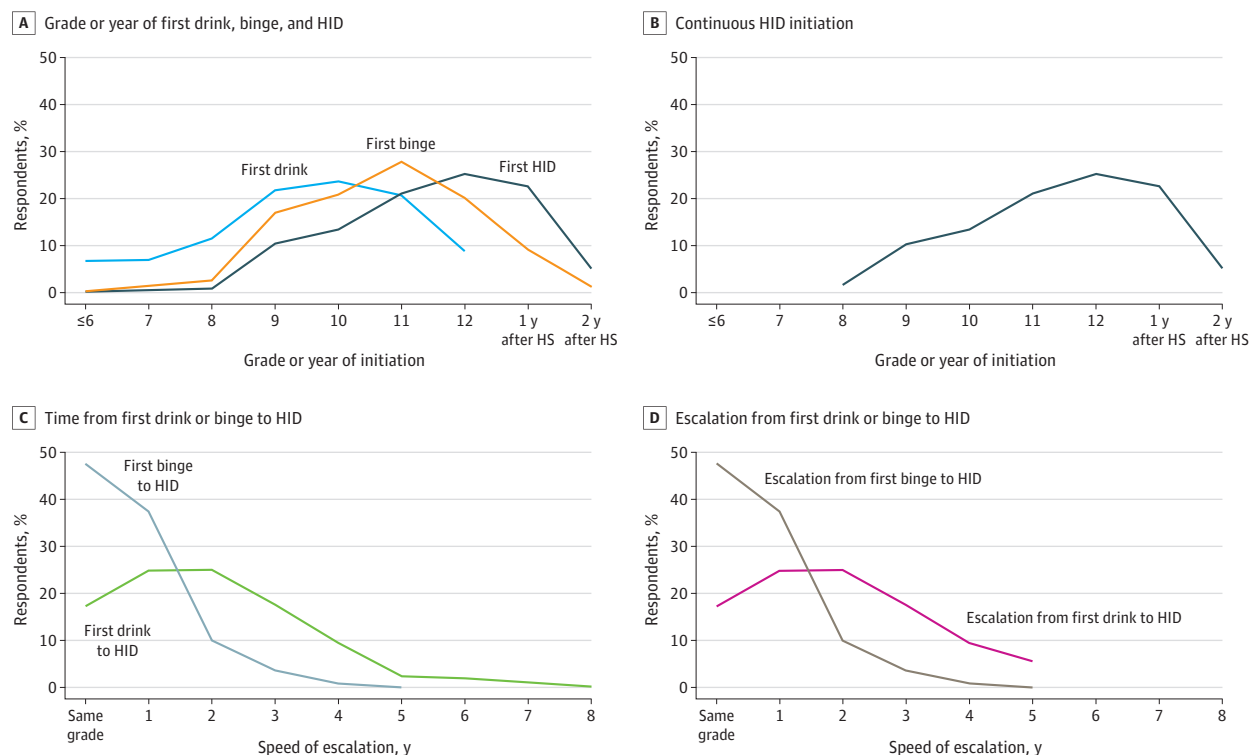 A Grade or year of first drink, binge, and HID
50
40
30
20
10
0
Respondents, %
First drink
First binge
First HID
≤6 7 8 9 10 11 12 1 y after HS 2 y after HS
Grade or year of initiation
B Continuous HID initiation
50
40
30
20
10
0
Respondents, %
≤6 7 8 9 10 11 12 1 y after HS 2 y after HS
Grade or year of initiation
C Time from first drink or binge to HID
50
40
30
20
10
0
Respondents, %
First binge
to HID
First drink
to HID
Same grade 1 2 3 4 5 6 7 8
Speed of escalation, y
D Escalation from first drink or binge to HID
50
40
30
20
10
0
Respondents, %
Escalation from first binge to HID
Escalation from first drink to HID
Same grade 1 2 3 4 5 6 7 8
Speed of escalation, y